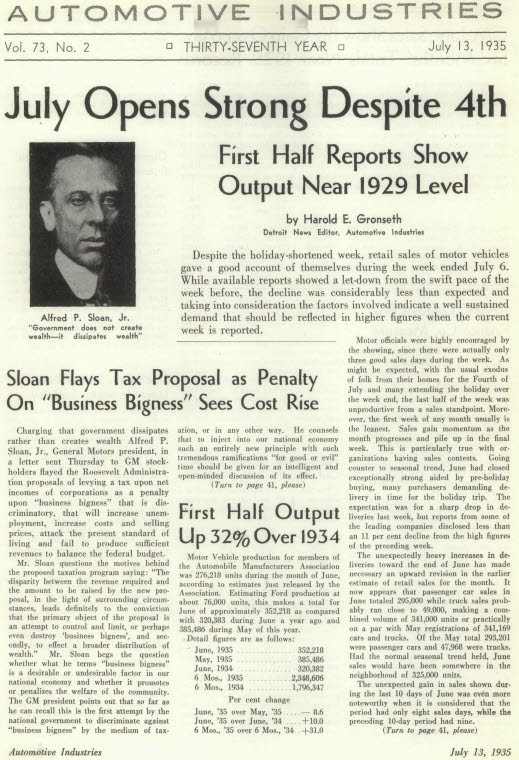 AUTOMOTIVE INDUSTRIES
Vol. 73, No. 2
THIRTY-SEVENTH YEAR
July 13, 1935
July Opens Strong Despite 4th
First Half Reports Show
Output Near 1929 Level
by Harold E. Gronseth
Detroit News Editor, Automotive Industries
Despite the holiday-shortened week, retail sales of motor vehicles
gave a good account of themselves during the week ended July 6.
While available reports showed a let-down from the swift pace of the
week before, the decline was considerably less than expected and
taking into consideration the factors involved indicate a well sustained
demand that should be reflected in higher figures when the current
week is reported.
Alfred P. Sloan, Jr.
"Government does not create
wealth—it dissipates wealth"
Sloan Flays Tax Proposal as Penalty
On "Business Bigness" Sees Cost Rise
Charging that government dissipates
rather than creates wealth Alfred P.
Sloan, Jr., General Motors president, in
a letter sent Thursday to GM stock-
holders flayed the Roosevelt Administra-
tion proposals of levying a tax upon net
incomes of corporations as a penalty
upon "business bigness" that is dis-
criminatory, that will increase unem-
ployment, increase costs and selling
prices, attack the present standard of
living and fail to produce sufficient
revenues to balance the federal budget.
Mr. Sloan questions the motives behind
the proposed taxation program saying: "The
disparity between the revenue required and
the amount to be raised by the new pro-
posal, in the light of surrounding circum-
stances, leads definitely to the conviction
that the primary object of the proposal is
an attempt to control and limit, or perhaps
even destroy 'business bigness', and sec-
ondly, to effect a broader distribution of
wealth." Mr. Sloan begs the question
whether what he terms "business bigness"
is a desirable or undesirable factor in our
national economy and whether it promotes
or penalizes the welfare of the community.
The GM president points out that so far as
he can recall this is the first attempt by the
national government to discriminate against
"business bigness" by the medium of tax-
ation, or in any other way. He counsels
that to inject into our national economy
such an entirely new principle with such
tremendous ramifications "for good or evil"
time should be given for an intelligent and
open-minded discussion of its effect.
(Turn to page 41, please)
First Half Output
Up 32% Over 1934
Motor Vehicle production for members of
the Automobile Manufacturers Association
was 276,218 units during the month of June,
according to estimates just released by the
Association. Estimating Ford production at
about 76,000 units, this makes a total for
June of approximately 352,218 as compared
with 320,383 during June a year ago and
385,486 during May of this year.
Detail figures are as follows:
June, 1935 .......... 352,218
May, 1935 .......... 385,486
June, 1934 .......... 320,382
6 Mos., 1935 .......... 2,348,606
6 Mos., 1934 .......... 1,796,347
Per cent change
June, '35 over May, '35 .... — 8.6
June, '35 over June, '34 .... +10.0
6 Mos., '35 over 6 Mos., '34 . +31.0
Motor officials were highly encouraged by
the showing, since there were actually only
three good sales days during the week. As
might be expected, with the usual exodus
of folk from their homes for the Fourth of
July and many extending the holiday over
the week end, the last half of the week was
unproductive from a sales standpoint. More-
over, the first week of any month usually is
the leanest. Sales gain momentum as the
month progresses and pile up in the final
week. This is particularly true with or-
ganizations having sales contests. Going
counter to seasonal trend, June had closed
exceptionally strong aided by pre-holiday
buying, many purchasers demanding de-
livery in time for the holiday trip. The
expectation was for a sharp drop in de-
liveries last week, but reports from some of
the leading companies disclosed less than
an 11 per cent decline from the high figures
of the preceding week.
The unexpectedly heavy increases in de-
liveries toward the end of June has made
necessary an upward revision in the earlier
estimate of retail sales for the month. It
now appears that passenger car sales in
June totaled 295,000 while truck sales prob-
ably ran close to 49,000, making a com-
bined volume of 341,000 units or practically
on a par with May registrations of 341,169
cars and trucks. Of the May total 293,201
were passenger cars and 47,968 were trucks.
Had the normal seasonal trend held, June
sales would have been somewhere in the
neighborhood of 325,000 units.
The unexpected gain in sales shown dur-
ing the last 10 days of June was even more
noteworthy when it is considered that the
period had only eight sales days, while the
preceding 10-day period had nine.
(Turn to page 41, please)
Automotive Industries
July 13, 1935